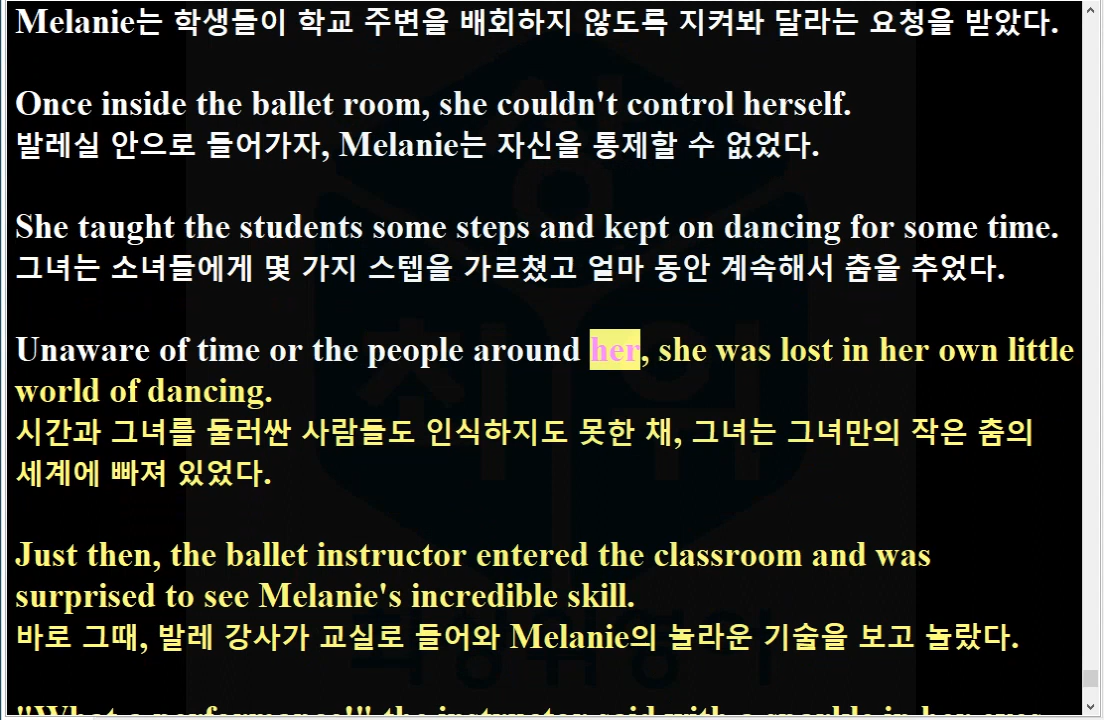 Melanie는 학생들이 학교 주변을 배회하지 않도록 지켜봐 달라는 요청을 받았다.
Once inside the ballet room, she couldn't control herself.
발레실 안으로 들어가자, Melanie는 자신을 통제할 수 없었다.
She taught the students some steps and kept on dancing for some time.
그녀는 소녀들에게 몇 가지 스텝을 가르쳤고 얼마 동안 계속해서 춤을 추었다.
Unaware of time or the people around her, she was lost in her own little
world of dancing.
시간과 그녀를 둘러싼 사람들도 인식하지도 못한 채, 그녀는 그녀만의 작은 춤의
세계에 빠져 있었다.
Just then, the ballet instructor entered the classroom and was
surprised to see Melanie's incredible skill.
바로 그때, 발레 강사가 교실로 들어와 Melanie의 놀라운 기술을 보고 놀랐다.
"What a performance!" the instructor said with a sparkle in her eyes.